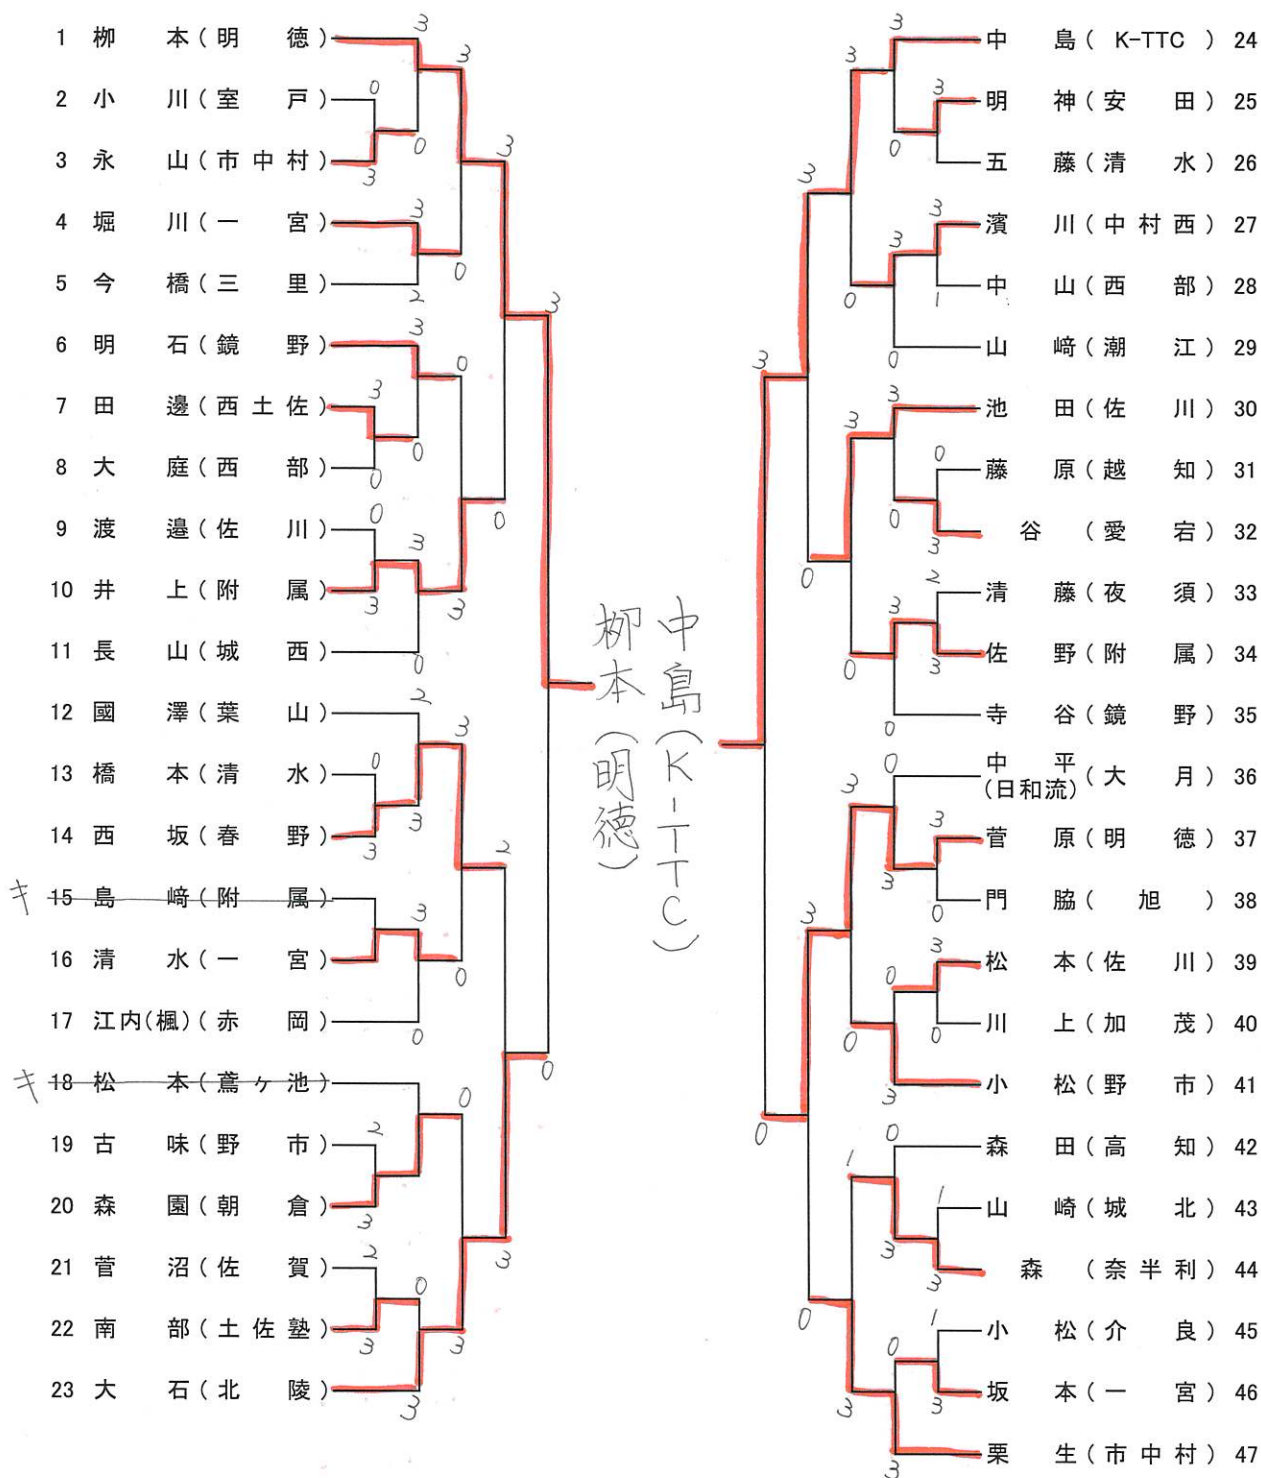 1 柳 本(明 徳)
2 小 川(室 戸)
3 永 山(市中村)
4 堀 川(一 宮)
5 今 橋(三 里)
6 明 石(鏡 野)
7 田 邊(西土佐)
8 大 庭(西 部)
9 渡 邉(佐 川)
10 井 上(附 属)
11 長 山(城 西)
12 國 澤(葉 山)
13 橋 本(清 水)
14 西 坂(春 野)
キ 15 島 﨑(附 属)
16 清 水(一 宮)
17 江内(楓)(赤 岡)
キ 18 松 本(鳶ヶ池)
19 古 味(野 市)
20 森 園(朝 倉)
21 菅 沼(佐 賀)
22 南 部(土佐塾)
23 大 石(北 陵)
柳本(明徳)
中島(K-TTC)
中 島( K-TTC ) 24
明 神(安 田) 25
五 藤(清 水) 26
濱 川(中村西) 27
中 山(西 部) 28
山 﨑(潮 江) 29
池 田(佐 川) 30
藤 原(越 知) 31
谷 (愛 宕) 32
清 藤(夜 須) 33
佐 野(附 属) 34
寺 谷(鏡 野) 35
中 平(日和流)(大 月) 36
菅 原(明 徳) 37
門 脇( 旭 ) 38
松 本(佐 川) 39
川 上(加 茂) 40
小 松(野 市) 41
森 田(高 知) 42
山 崎(城 北) 43
森 (奈半利) 44
小 松(介 良) 45
坂 本(一 宮) 46
栗 生(市中村) 47